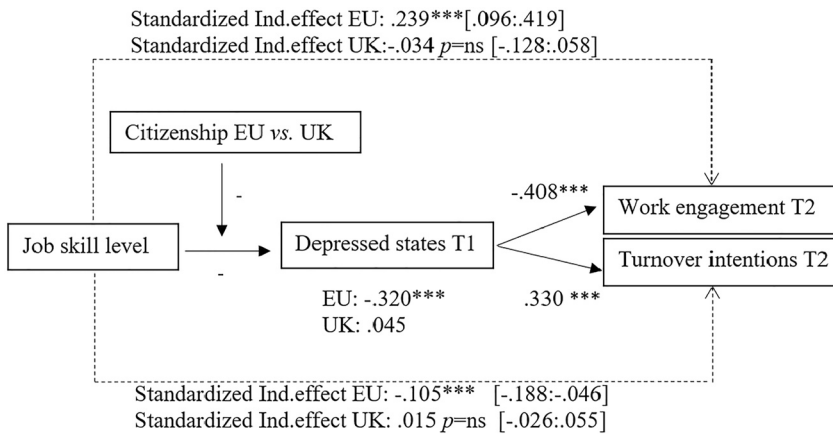 Standardized Ind.effect EU: .239***[.096:.419]
Standardized Ind.effect UK:-.034 p=ns [-.128:.058]
Citizenship EU vs. UK
-
-.408***
Work engagement T2
Job skill level
Depressed states T1
-
Turnover intentions T2
EU: -.320***
.330 ***
UK: .045
Standardized Ind.effect EU: -.105*** [-.188:-.046]
Standardized Ind.effect UK: .015 p=ns [-.026:.055]